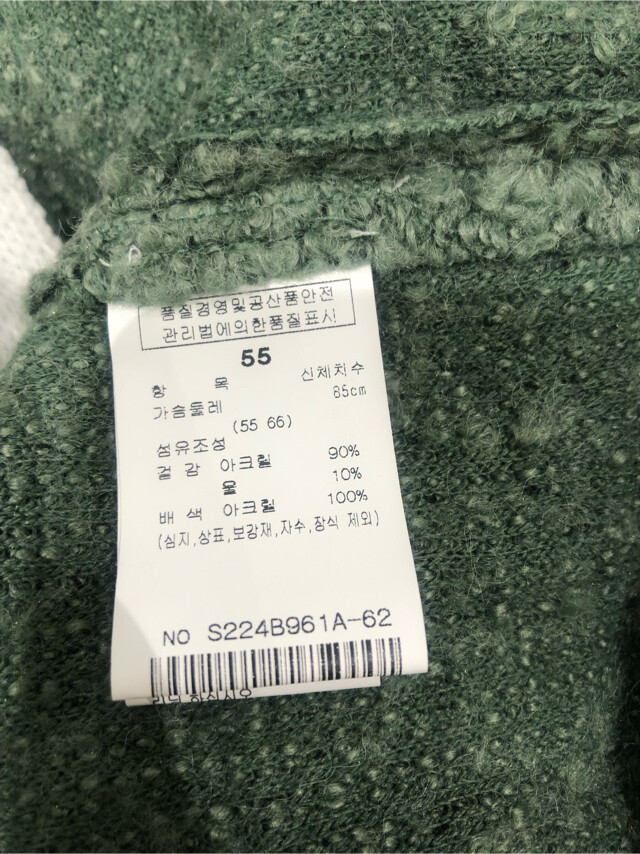 품질경영및공산품안전
관리법에의한품질표시
55
항 목 신체치수
가슴둘레 85cm
(55 66)
섬유조성
겉 감 아크릴 90%
울 10%
배 색 아크릴 100%
(심지,상표,보강재,자수,장식 제외)
NO S224B961A-62